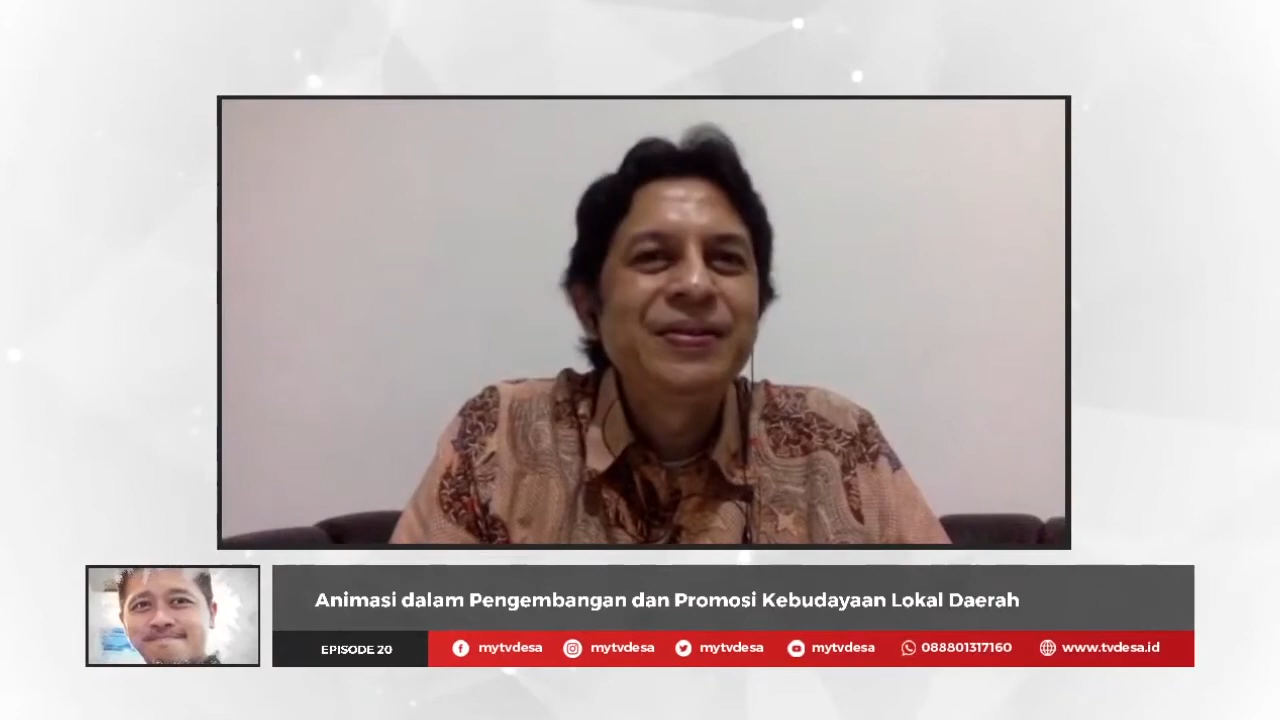 Animasi dalam Pengembangan dan Promosi Kebudayaan Lokal Daerah
EPISODE 20 mytvdesa mytvdesa mytvdesa mytvdesa 088801317160 www.tvdesa.id